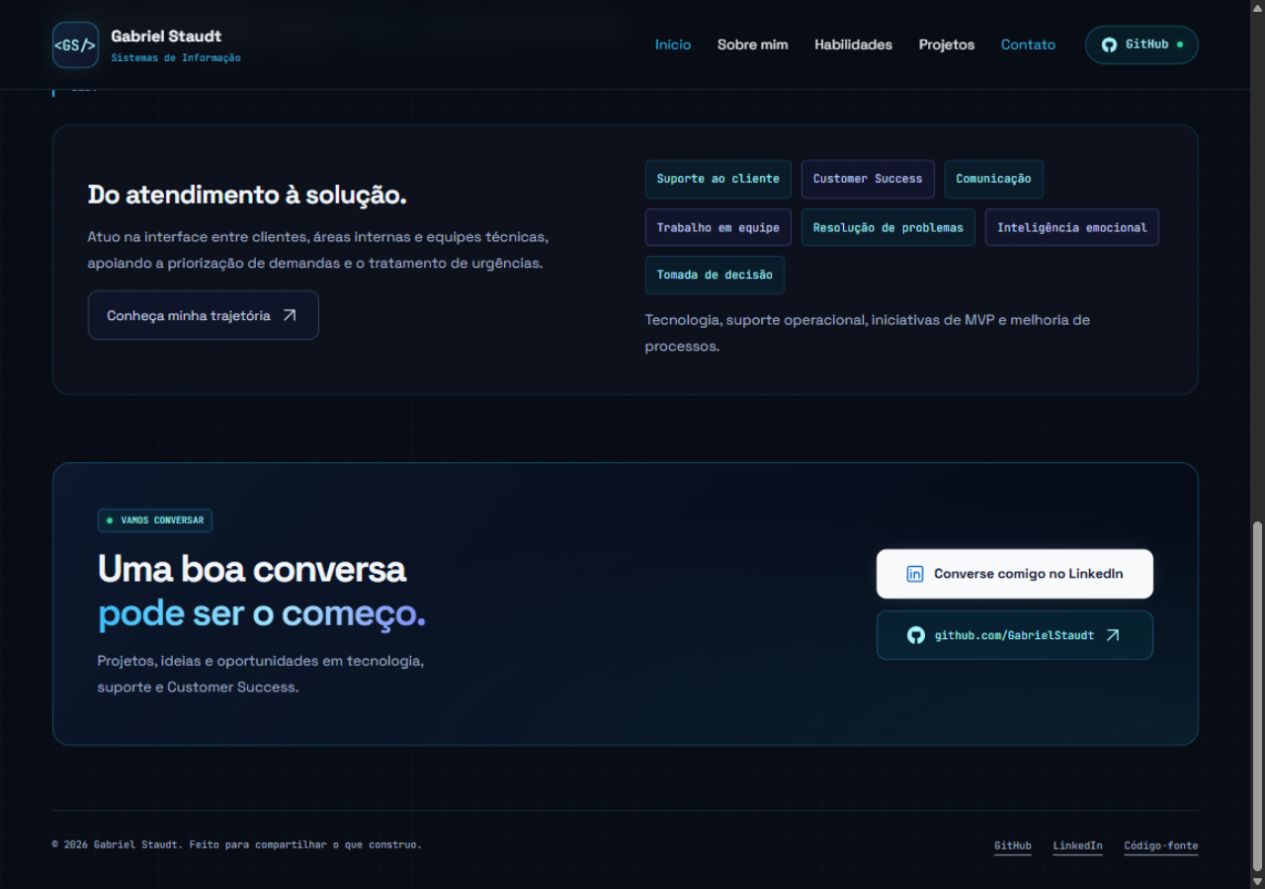 <GS/>
Gabriel Staudt
Sistemas de Informação
Início
Sobre mim
Habilidades
Projetos
Contato
GitHub
Do atendimento à solução.
Atuo na interface entre clientes, áreas internas e equipes técnicas,
apoiando a priorização de demandas e o tratamento de urgências.
Conheça minha trajetória
Suporte ao cliente
Customer Success
Comunicação
Trabalho em equipe
Resolução de problemas
Inteligência emocional
Tomada de decisão
Tecnologia, suporte operacional, iniciativas de MVP e melhoria de
processos.
VAMOS CONVERSAR
Uma boa conversa
pode ser o começo.
Projetos, ideias e oportunidades em tecnologia,
suporte e Customer Success.
in Converse comigo no LinkedIn
github.com/GabrielStaudt
© 2026 Gabriel Staudt. Feito para compartilhar o que construo.
GitHub
LinkedIn
Código-fonte